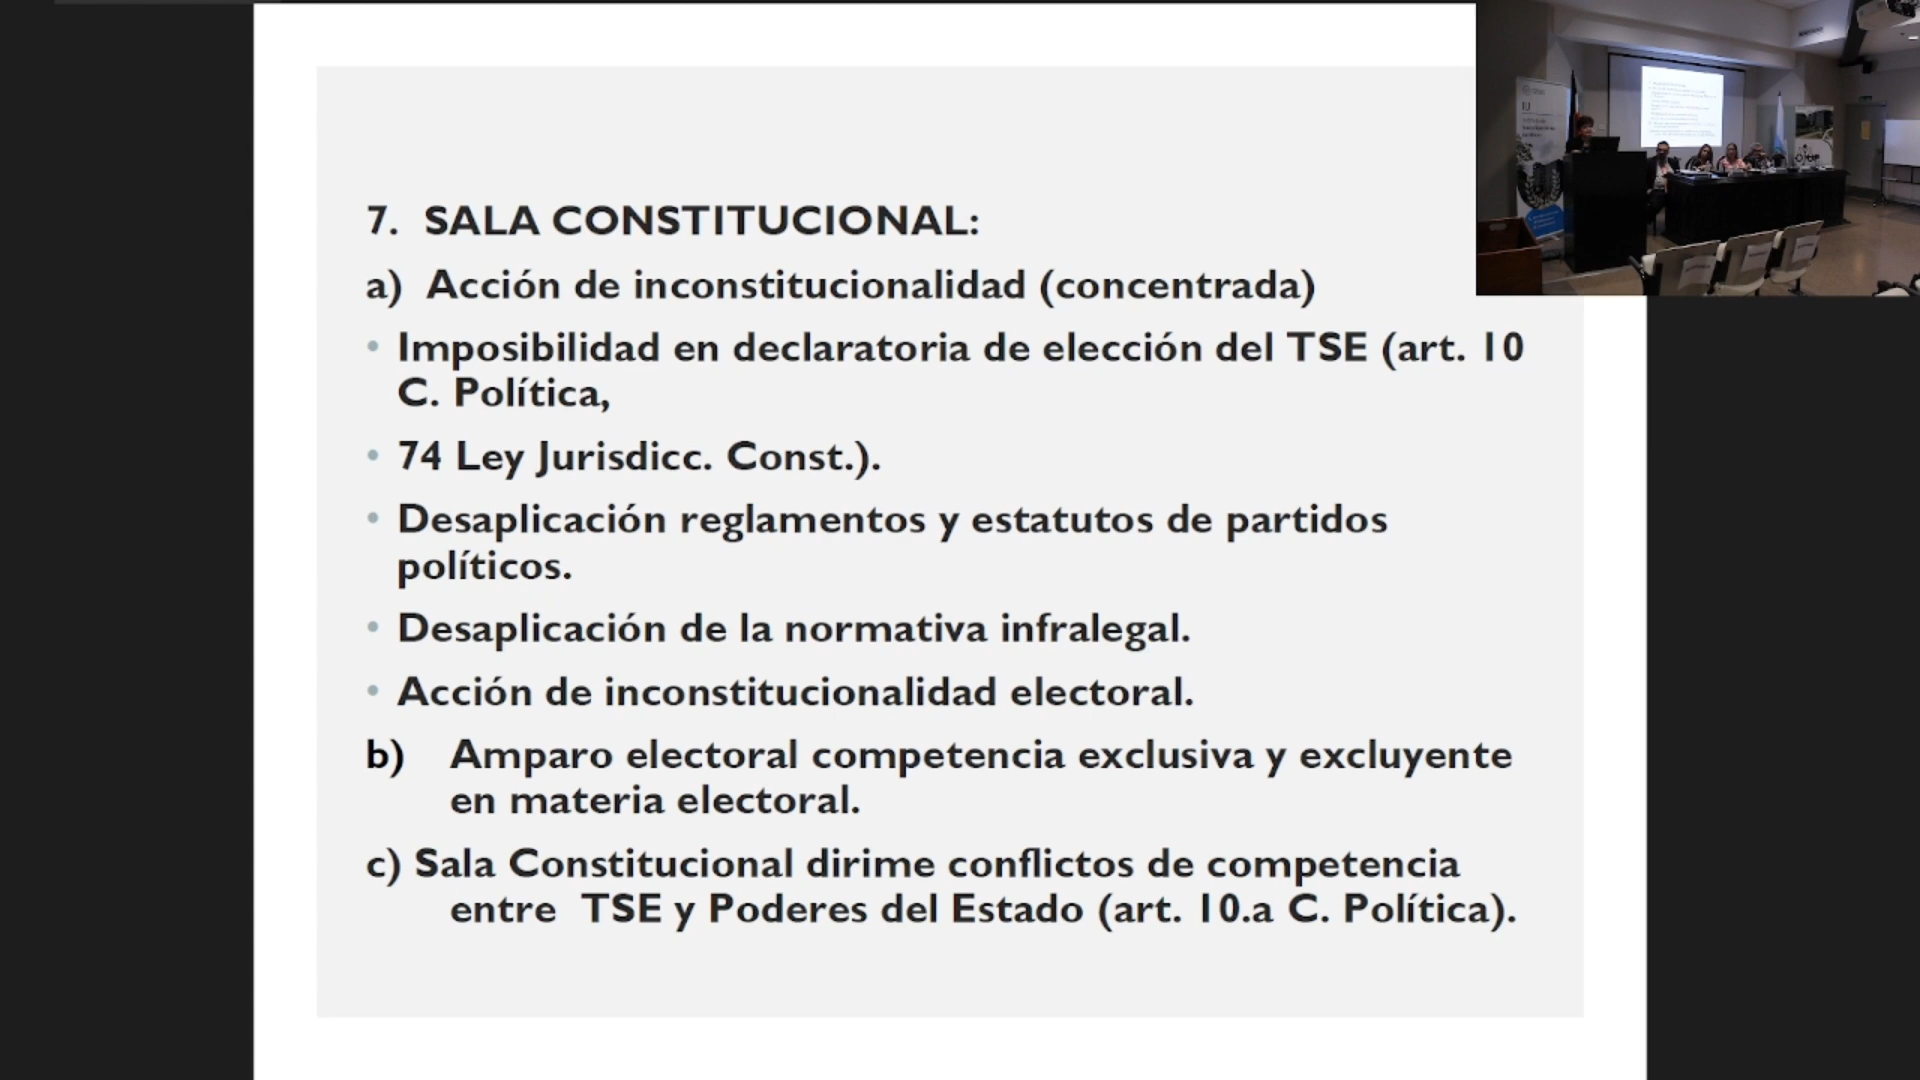 7. SALA CONSTITUCIONAL:
a) Acción de inconstitucionalidad (concentrada)
• Imposibilidad en declaratoria de elección del TSE (art. 10
C. Política,
• 74 Ley Jurisdicc. Const.).
• Desaplicación reglamentos y estatutos de partidos
políticos.
• Desaplicación de la normativa infralegal.
• Acción de inconstitucionalidad electoral.
b) Amparo electoral competencia exclusiva y excluyente
en materia electoral.
c) Sala Constitucional dirime conflictos de competencia
entre TSE y Poderes del Estado (art. 10.a C. Política).